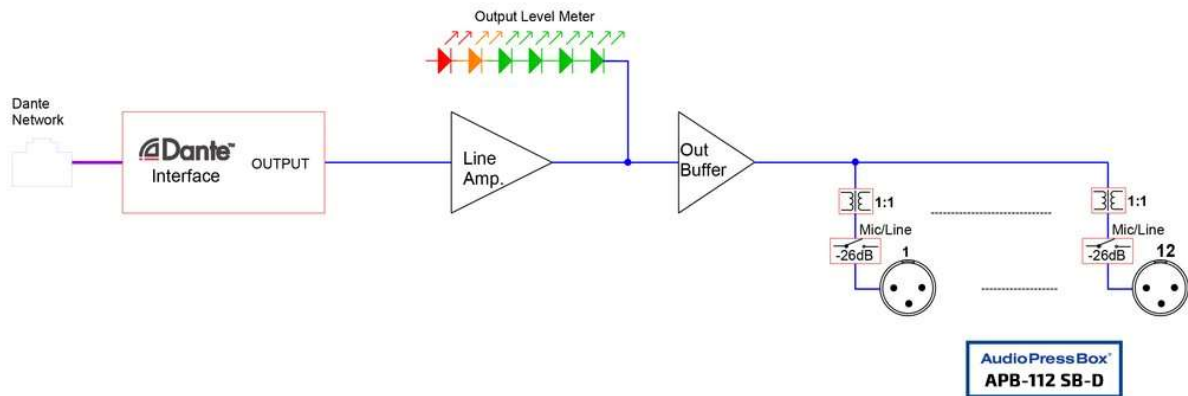 Output Level Meter
Dante
Network
Dante™
Interface
OUTPUT
Line
Amp.
Out
Buffer
1:1
1:1
Mic/Line
-26dB
Mic/Line
-26dB
1
12
AudioPressBox®
APB-112 SB-D